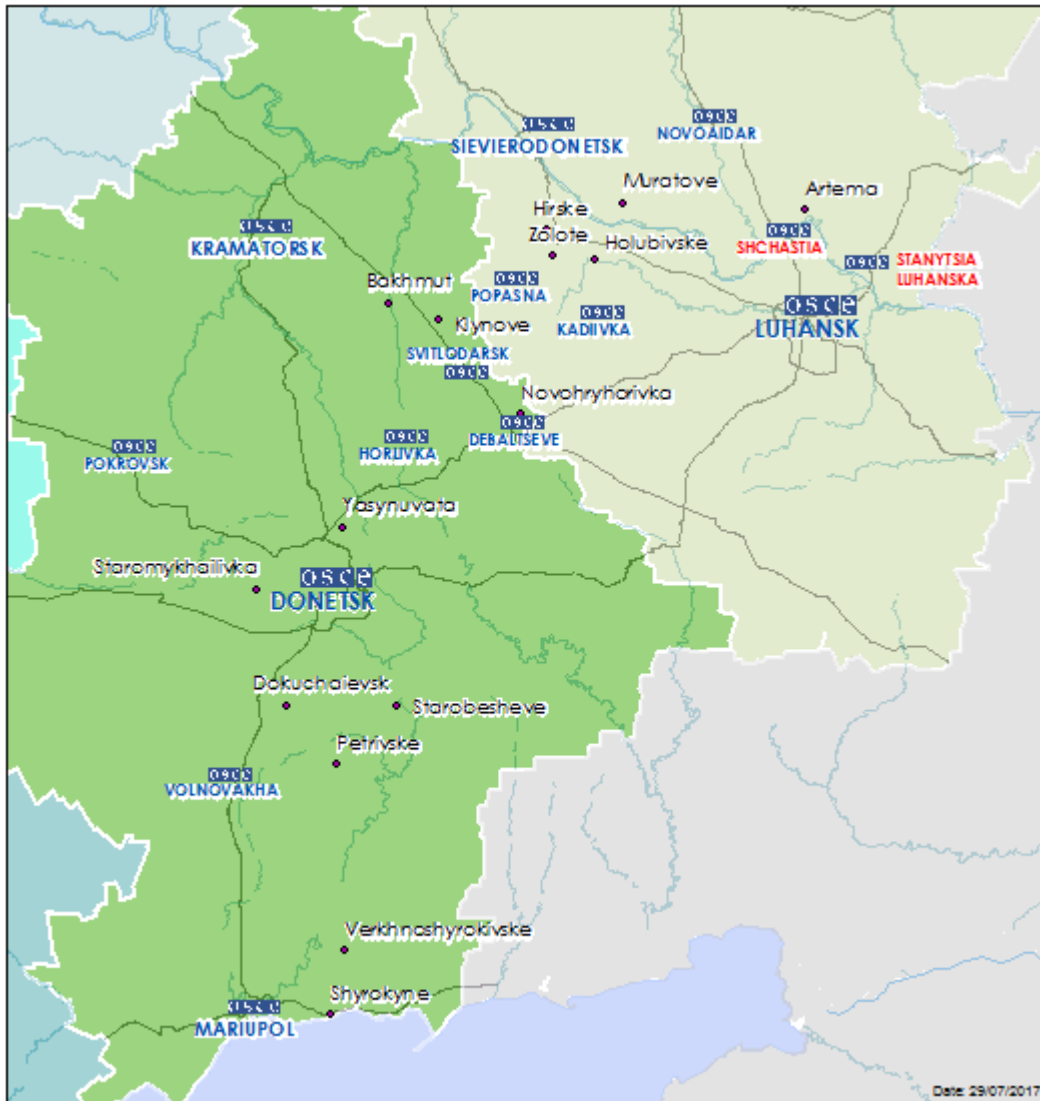 osce
SIEVIERODONETSK
osce
NOVOAIDAR
Muratove
Artema
osce
KRAMATORSK
Hirske
Zolote
Holubivske
osce
SHCHASTIA
osce
STANYTSIA
LUHANSKA
Bakhmut
osce
POPASNA
osce
KADIIVKA
osce
LUHANSK
Klynove
SVITLODARSK
osce
Novohryhorivka
osce
DEBALTSEVE
osce
POKROVSK
osce
HORLIVKA
Yasynuvata
Staromykhailivka
osce
DONETSK
Dokuchaievsk
Starobesheve
Petrivske
osce
VOLNOVAKHA
Verkhnoshyrokivske
Shyrokyne
osce
MARIUPOL
Date: 29/07/2017